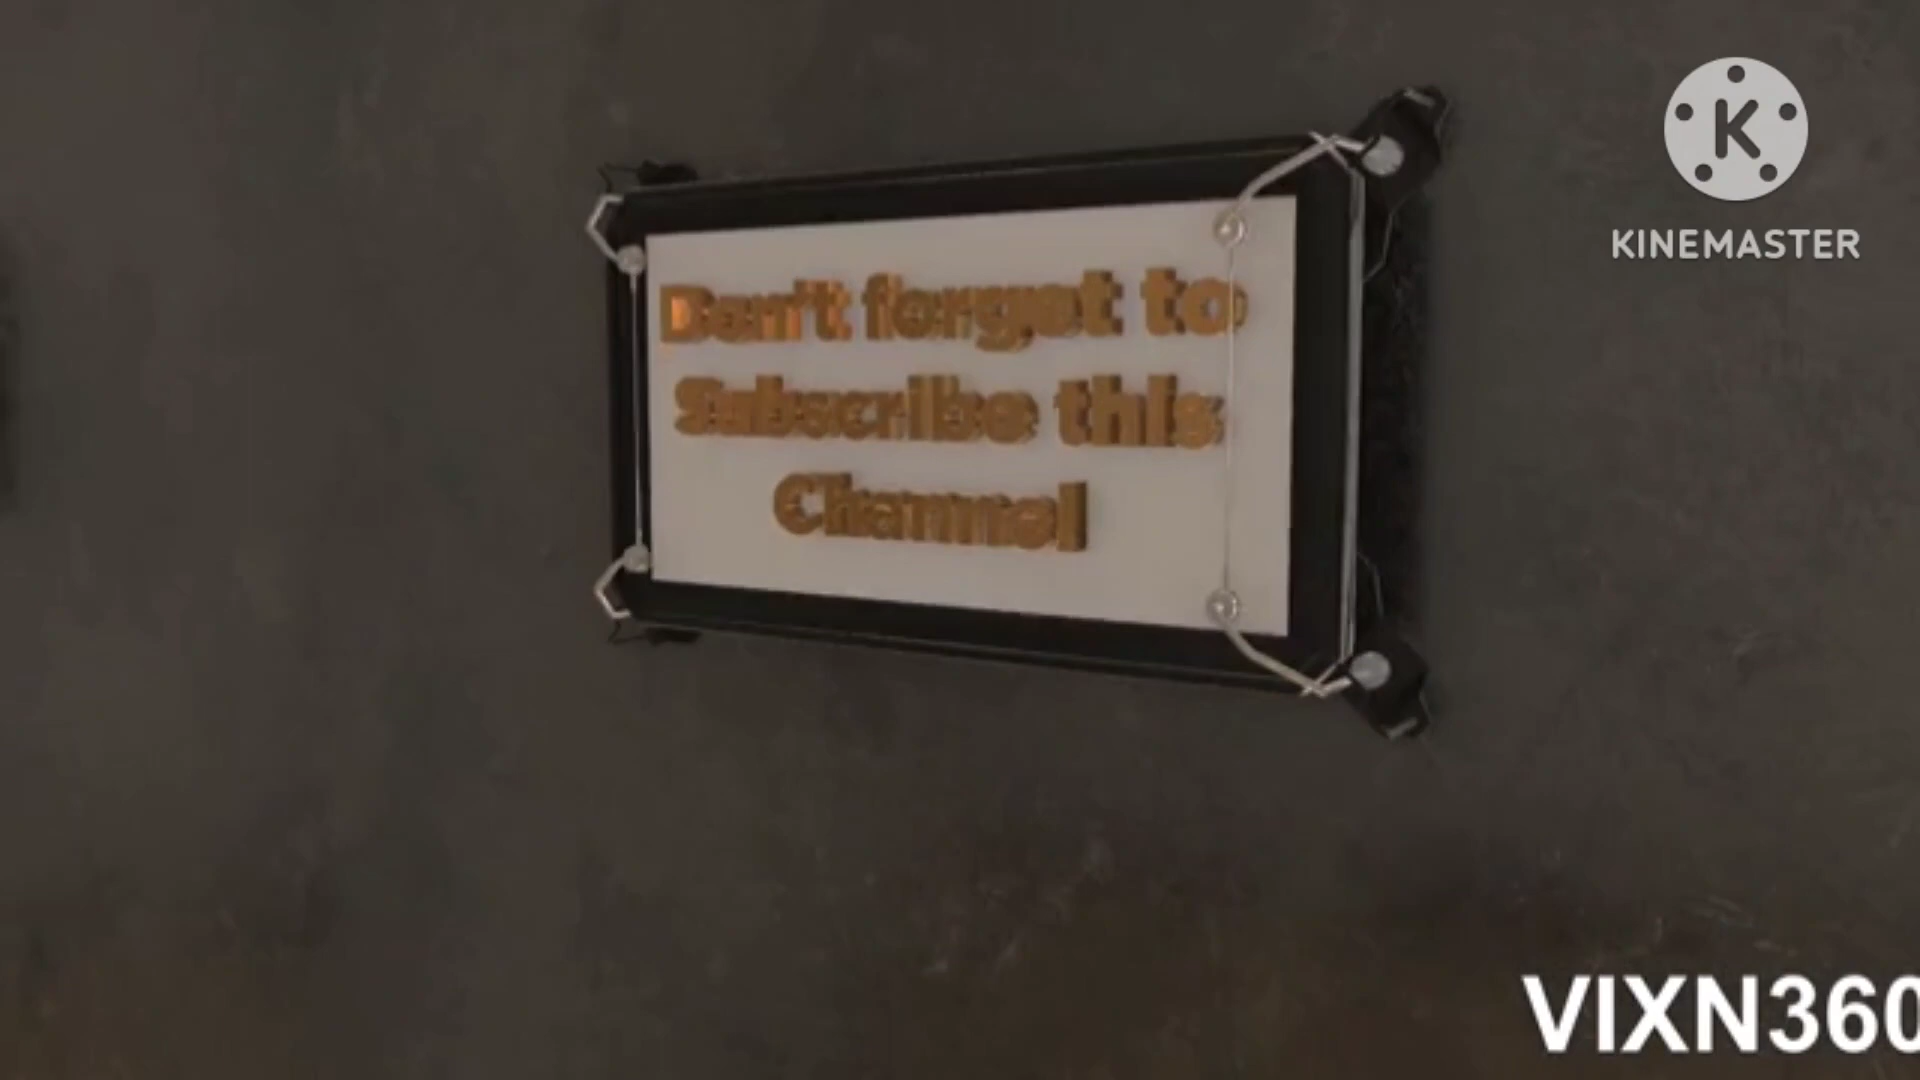 Don't forget to
Subscribe this
Channel
K
KINEMASTER
VIXN360